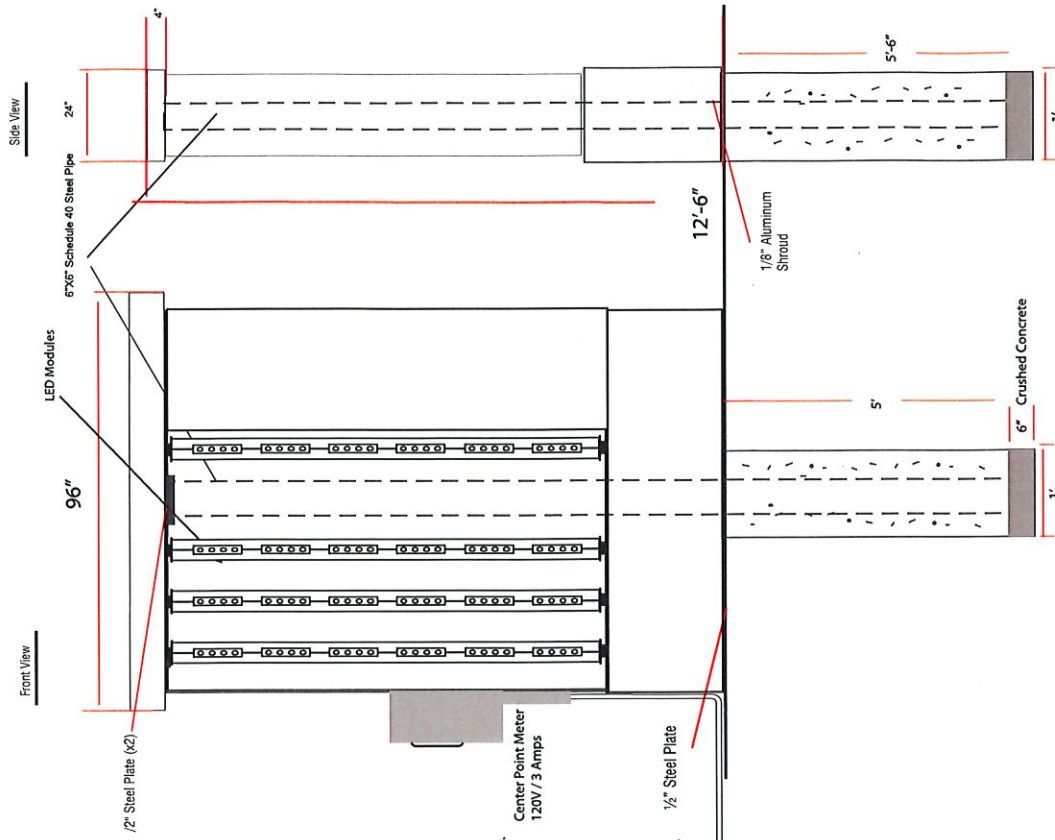 Front View
Side View
96"
24"
4"
6"X6" Schedule 40 Steel Pipe
LED Modules
/2" Steel Plate (x2)
12'-6"
1/8" Aluminum
Shroud
Center Point Meter
120V / 3 Amps
½" Steel Plate
5'
5'-6"
6"
Crushed Concrete
1'
1'